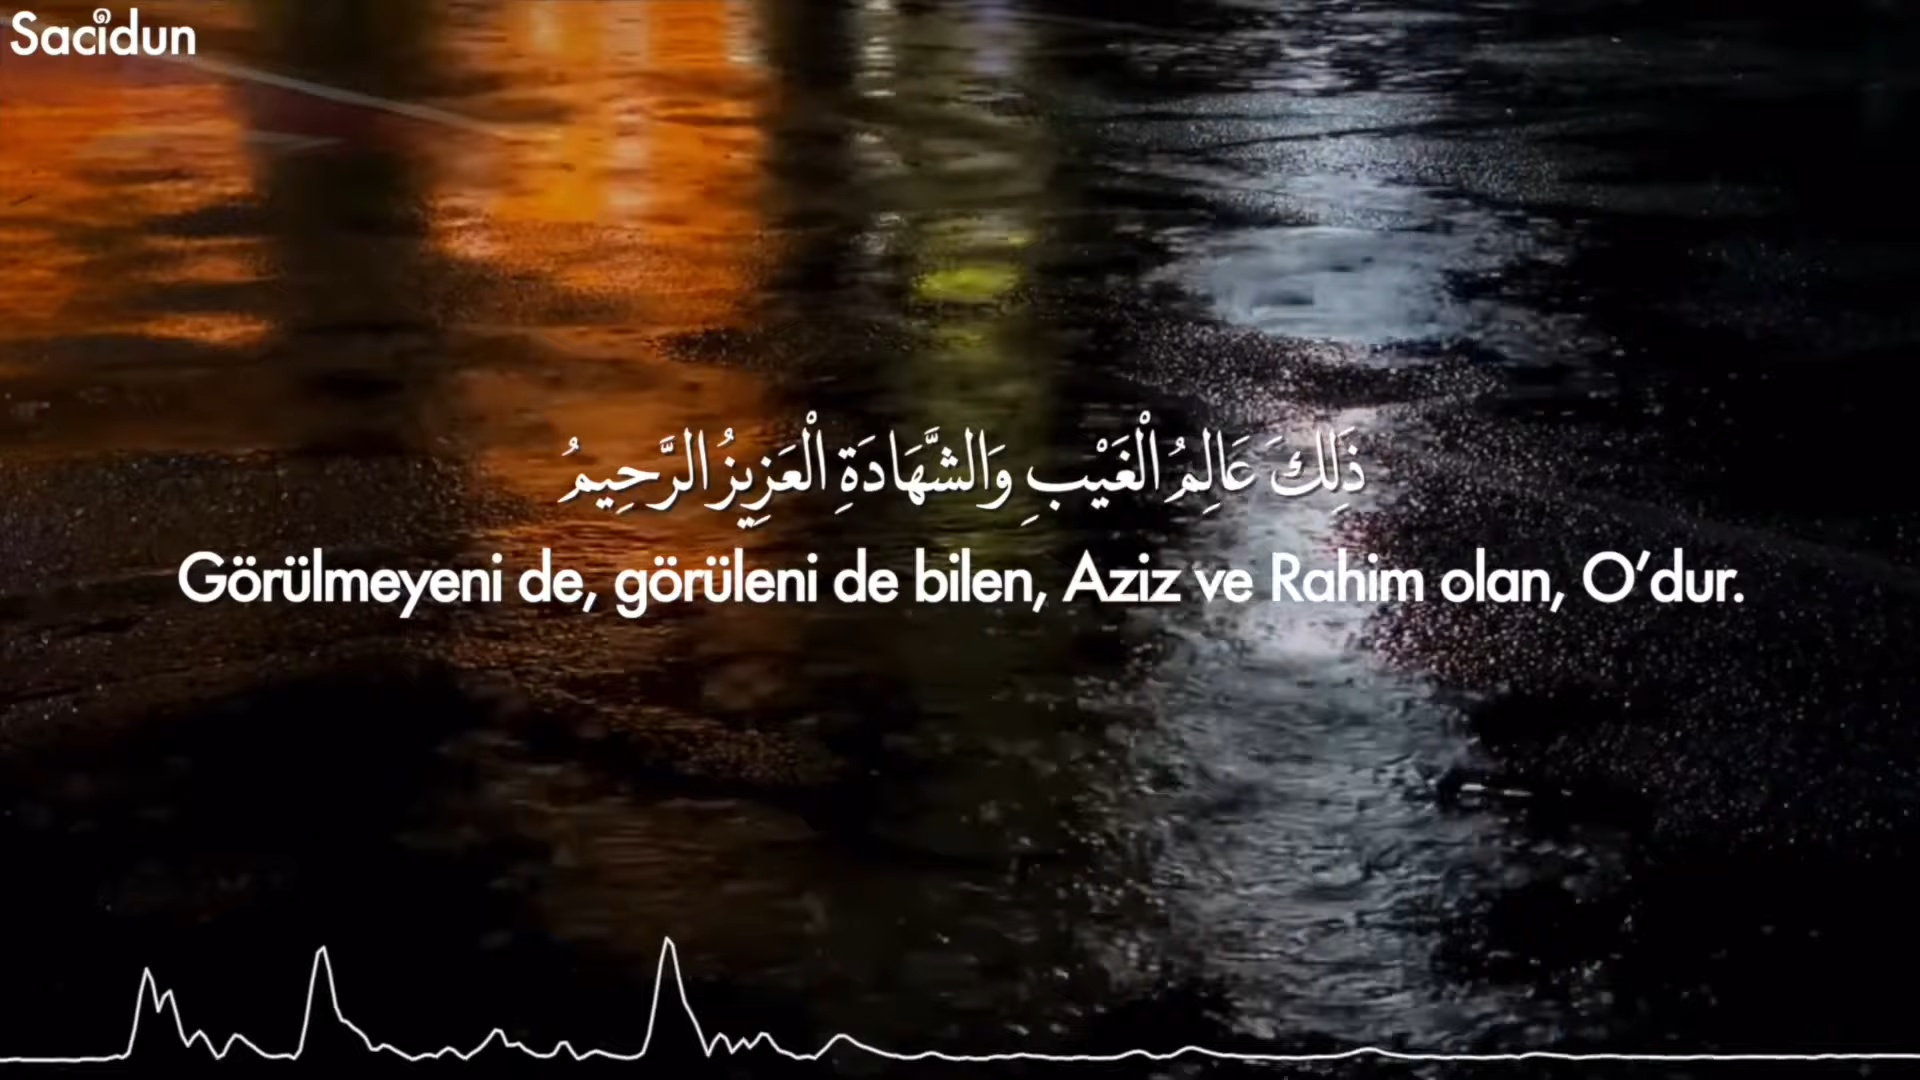 Sacidun
ذَلِكَ عَالِمُ الْغَيْبِ وَالشَّهَادَةِ الْعَزِيزُ الرَّحِيمُ
Görülmeyeni de, görüleni de bilen, Aziz ve Rahim olan, O’dur.